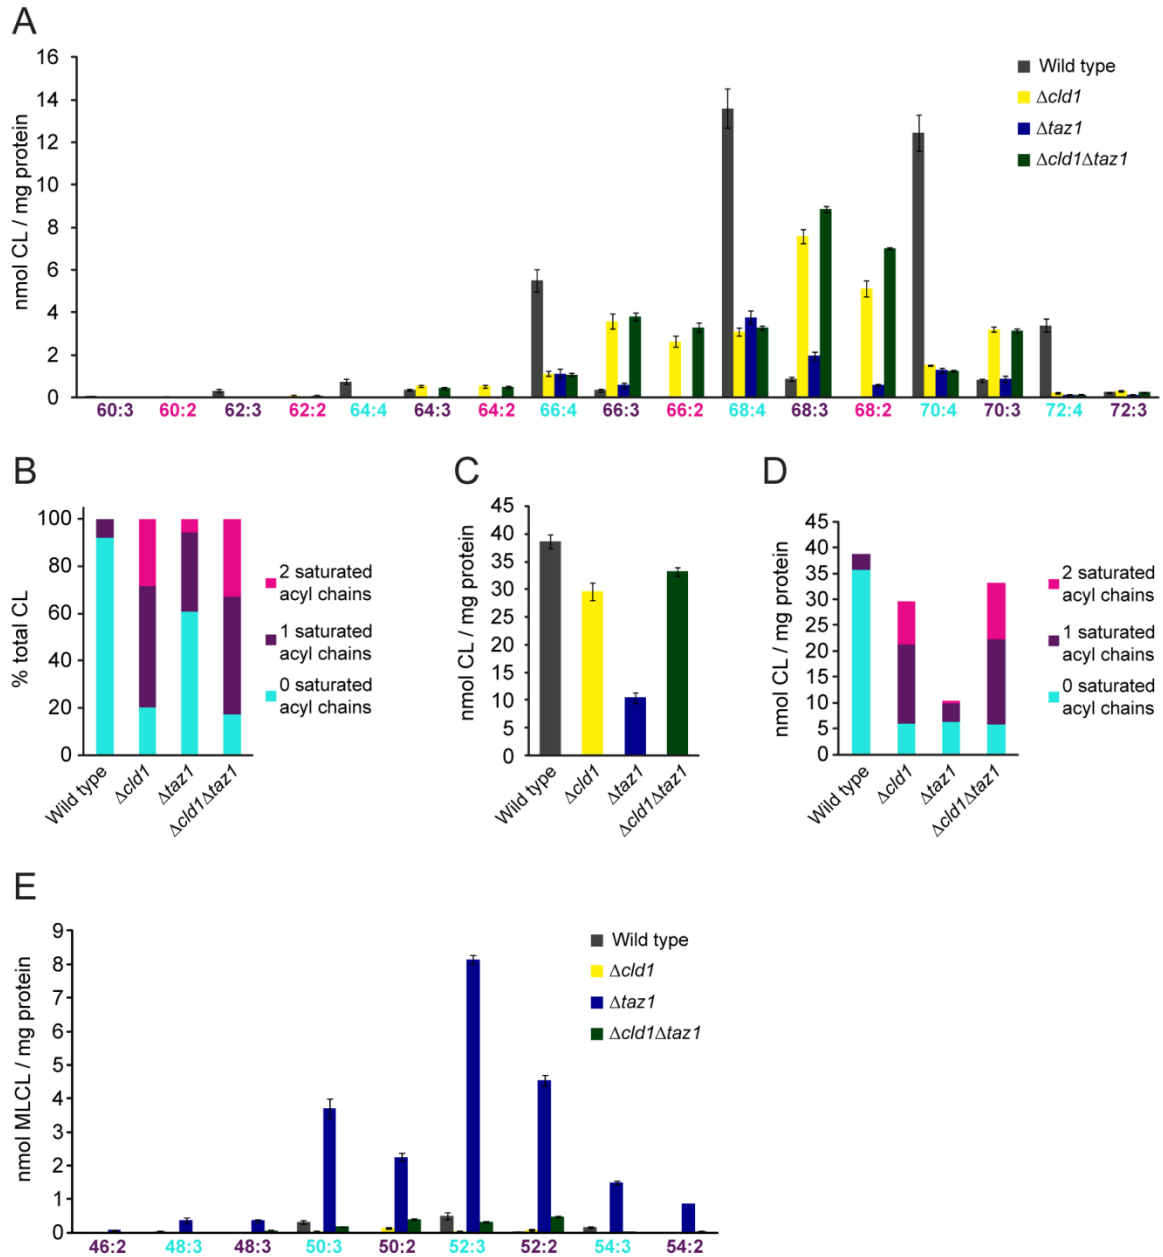 A
nmol CL / mg protein
16
14
12
10
8
6
4
2
0
60:3 60:2 62:3 62:2 64:4 64:3 64:2 66:4 66:3 66:2 68:4 68:3 68:2 70:4 70:3 72:4 72:3
Wild type
Δcld1
Δtaz1
Δcld1Δtaz1
B
% total CL
100
80
60
40
20
0
Wild type
Δcld1
Δtaz1
Δcld1Δtaz1
2 saturated
acyl chains
1 saturated
acyl chains
0 saturated
acyl chains
C
nmol CL / mg protein
45
40
35
30
25
20
15
10
5
0
Wild type
Δcld1
Δtaz1
Δcld1Δtaz1
D
nmol CL / mg protein
45
40
35
30
25
20
15
10
5
0
Wild type
Δcld1
Δtaz1
Δcld1Δtaz1
2 saturated
acyl chains
1 saturated
acyl chains
0 saturated
acyl chains
E
nmol MLCL / mg protein
9
8
7
6
5
4
3
2
1
0
46:2 48:3 48:3 50:3 50:2 52:3 52:2 54:3 54:2
Wild type
Δcld1
Δtaz1
Δcld1Δtaz1